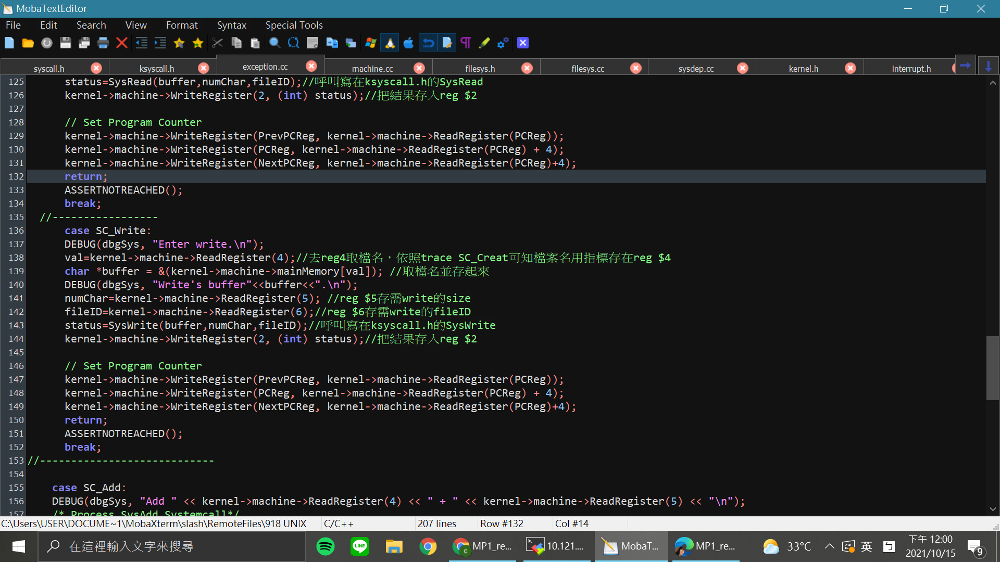 MobaTextEditor
File Edit Search View Format Syntax Special Tools
syscall.h ksyscall.h exception.cc machine.cc filesys.h filesys.cc sysdep.cc kernel.h interrupt.h
125 status=SysRead(buffer,numChar,fileID);//呼叫寫在ksyscall.h的SysRead
126 kernel->machine->WriteRegister(2, (int) status);//把結果存入reg $2
127
128 // Set Program Counter
129 kernel->machine->WriteRegister(PrevPCReg, kernel->machine->ReadRegister(PCReg));
130 kernel->machine->WriteRegister(PCReg, kernel->machine->ReadRegister(PCReg) + 4);
131 kernel->machine->WriteRegister(NextPCReg, kernel->machine->ReadRegister(PCReg)+4);
132 return;
133 ASSERTNOTREACHED();
134 break;
135 //-----------------
136 case SC_Write:
137 DEBUG(dbgSys, "Enter write.\n");
138 val=kernel->machine->ReadRegister(4);//去reg4取檔名，依照trace SC_Creat可知檔案名用指標存在reg $4
139 char *buffer = &(kernel->machine->mainMemory[val]); //取檔名並存起來
140 DEBUG(dbgSys, "Write's buffer"<<buffer<<".\n");
141 numChar=kernel->machine->ReadRegister(5); //reg $5存需write的size
142 fileID=kernel->machine->ReadRegister(6);//reg $6存需write的fileID
143 status=SysWrite(buffer,numChar,fileID);//呼叫寫在ksyscall.h的SysWrite
144 kernel->machine->WriteRegister(2, (int) status);//把結果存入reg $2
145
146 // Set Program Counter
147 kernel->machine->WriteRegister(PrevPCReg, kernel->machine->ReadRegister(PCReg));
148 kernel->machine->WriteRegister(PCReg, kernel->machine->ReadRegister(PCReg) + 4);
149 kernel->machine->WriteRegister(NextPCReg, kernel->machine->ReadRegister(PCReg)+4);
150 return;
151 ASSERTNOTREACHED();
152 break;
153 //----------------------------
154
155 case SC_Add:
156 DEBUG(dbgSys, "Add " << kernel->machine->ReadRegister(4) << " + " << kernel->machine->ReadRegister(5) << "\n");
157 /* Process SysAdd Systemcall*/
C:\Users\USER\DOCUME~1\MobaXterm\slash\RemoteFiles\918 UNIX C/C++ 207 lines Row #132 Col #14
在這裡輸入文字來搜尋 LINE MP1_re... 10.121.... MobaT... MP1_re... 33°C 英 ㄅ 下午 12:00
2021/10/15 9